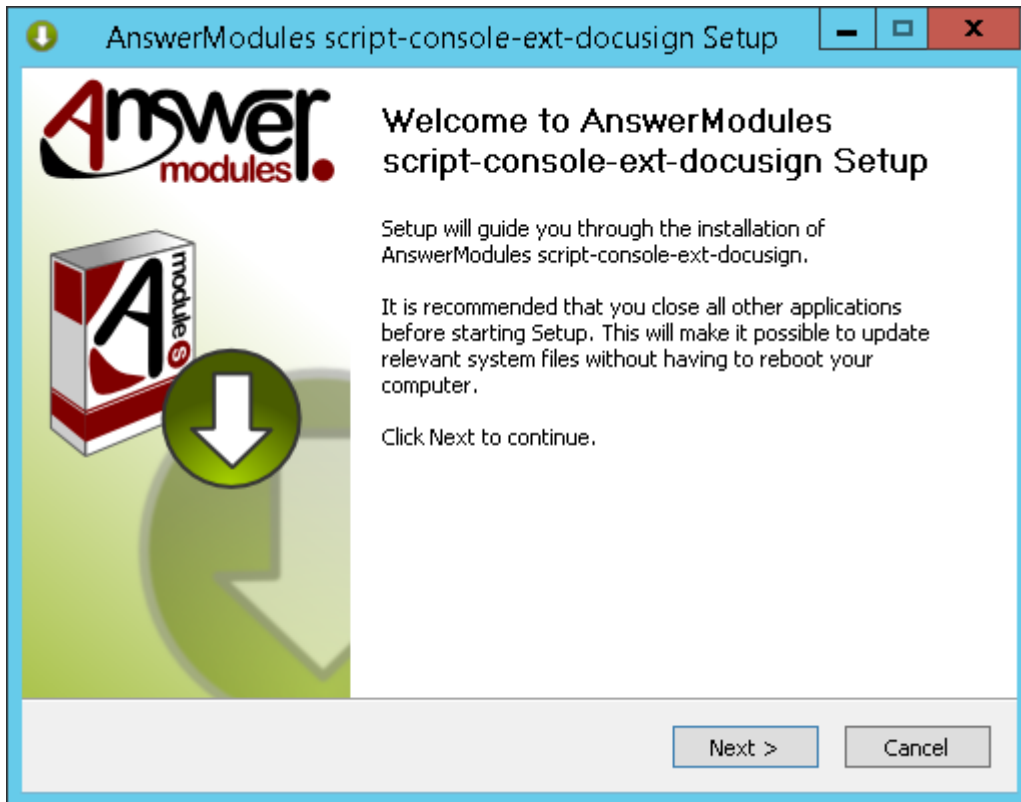 AnswerModules script-console-ext-docusign Setup
Answer
modules
Welcome to AnswerModules
script-console-ext-docusign Setup
Setup will guide you through the installation of
AnswerModules script-console-ext-docusign.
It is recommended that you close all other applications
before starting Setup. This will make it possible to update
relevant system files without having to reboot your
computer.
Click Next to continue.
A
modules
Next >
Cancel